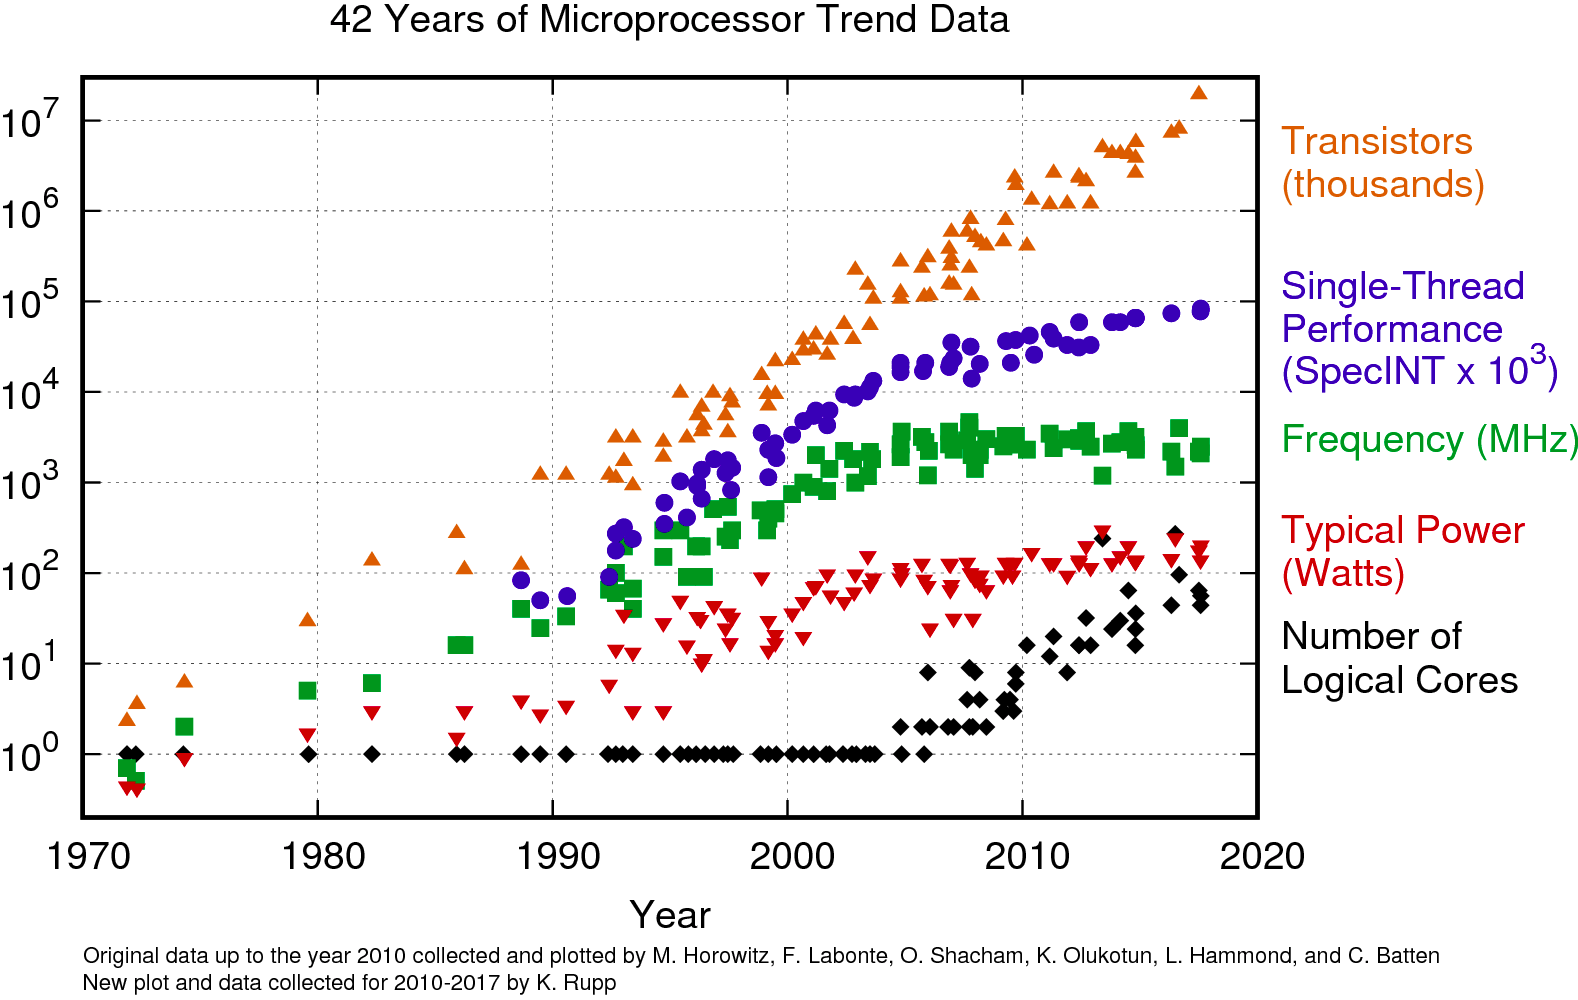 42 Years of Microprocessor Trend Data
10^7
10^6
10^5
10^4
10^3
10^2
10^1
10^0
Transistors
(thousands)
Single-Thread
Performance
(SpecINT x 10^3)
Frequency (MHz)
Typical Power
(Watts)
Number of
Logical Cores
1970 1980 1990 2000 2010 2020
Year
Original data up to the year 2010 collected and plotted by M. Horowitz, F. Labonte, O. Shacham, K. Olukotun, L. Hammond, and C. Batten
New plot and data collected for 2010-2017 by K. Rupp